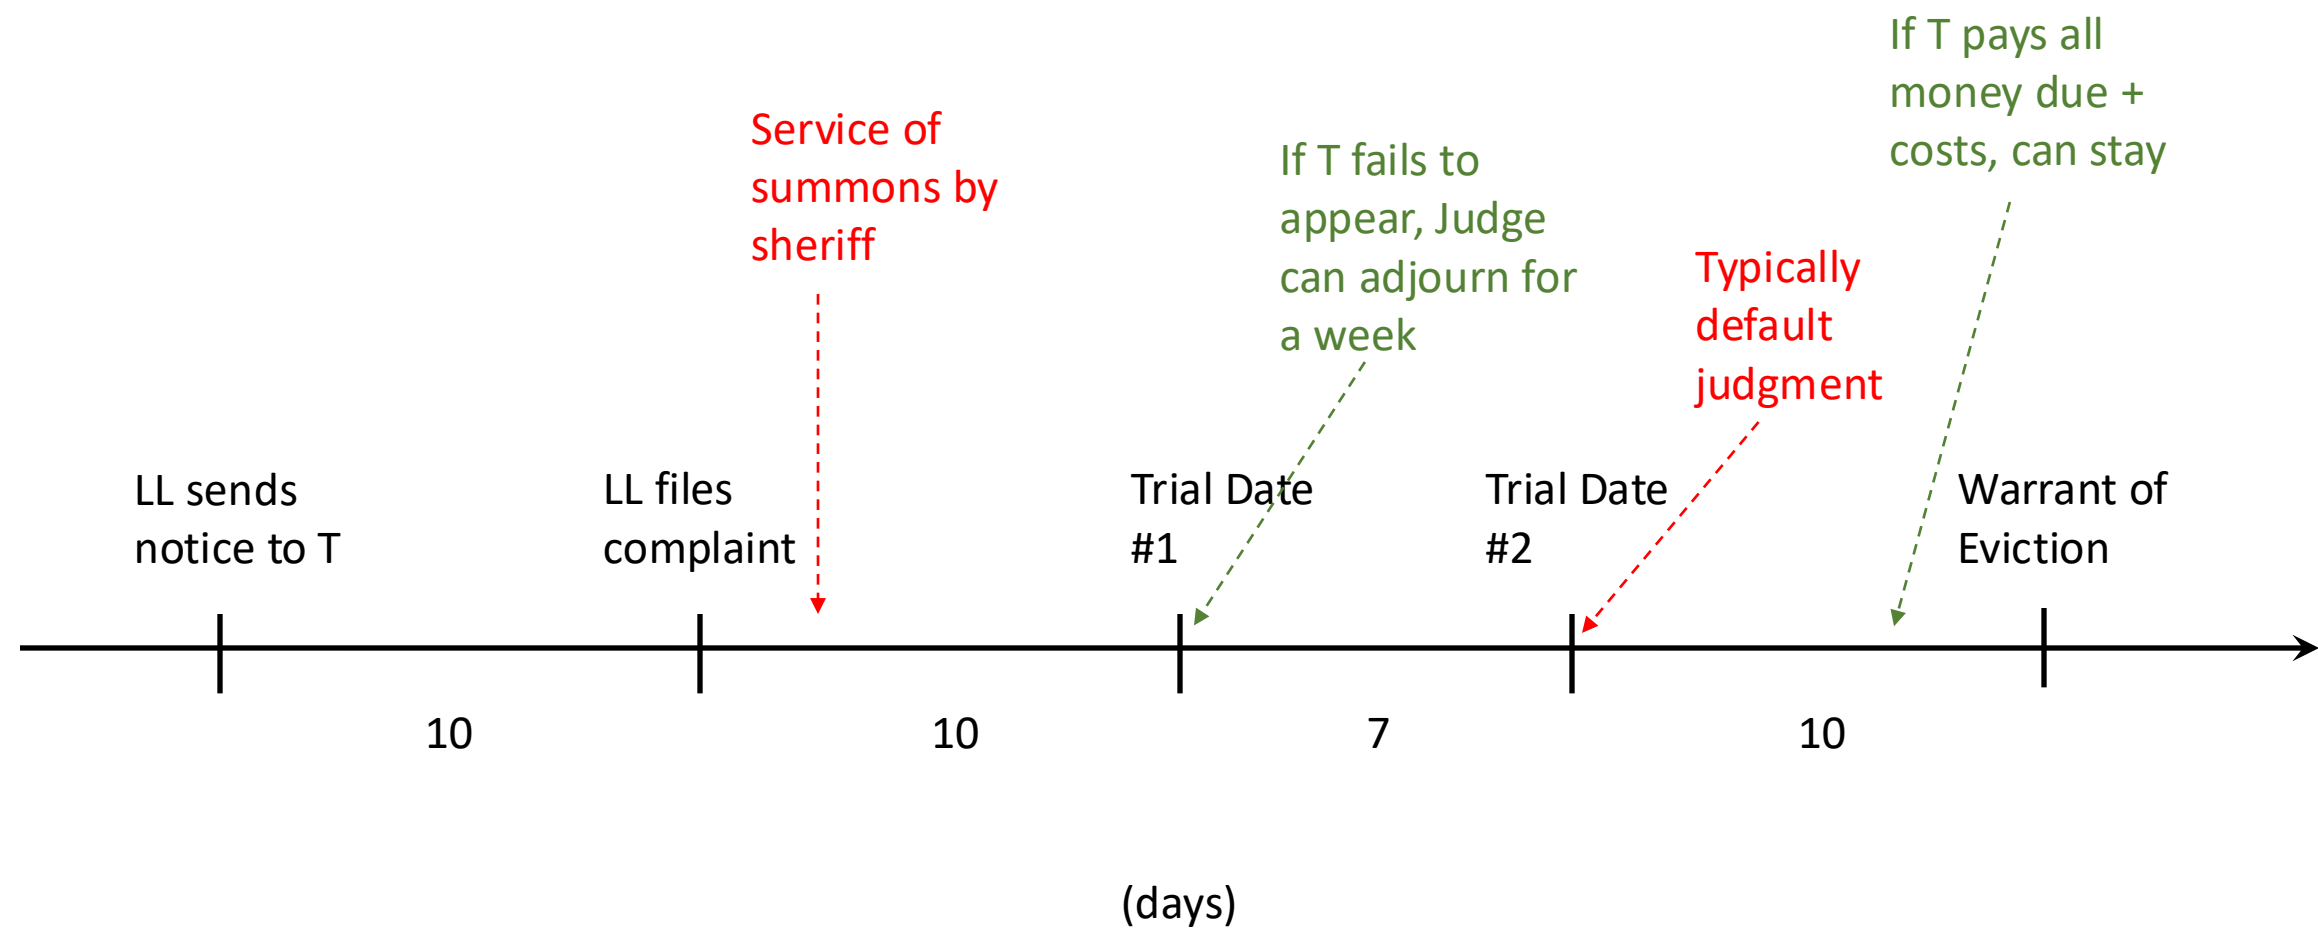 If T pays all
money due +
costs, can stay
Service of
summons by
sheriff
If T fails to
appear, Judge
can adjourn for
a week
Typically
default
judgment
LL sends
notice to T
LL files
complaint
Trial Date
#1
Trial Date
#2
Warrant of
Eviction
10
10
7
10
(days)